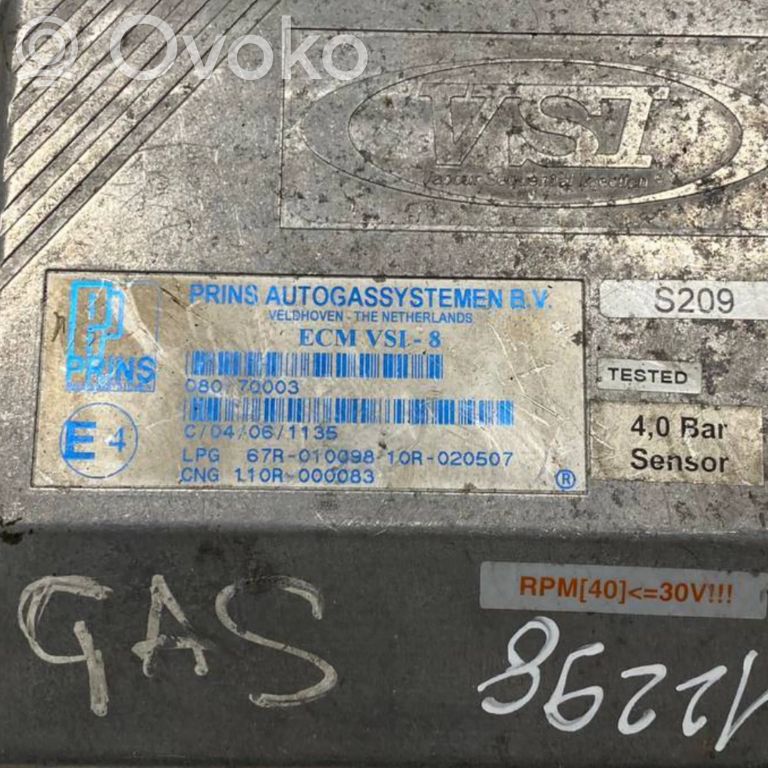 Ovoko
VSI
Vapour Sequential Injection
PRINS AUTOGASSYSTEMEN B.V.
VELDHOVEN - THE NETHERLANDS
ECM VSI - 8
PRINS
080/70003
C/04/06/1135
E 4
LPG 67R-010098 10R-020507
CNG 110R-000083
®
S209
TESTED
4,0 Bar
Sensor
RPM[40]<=30V!!!
GAS
12298